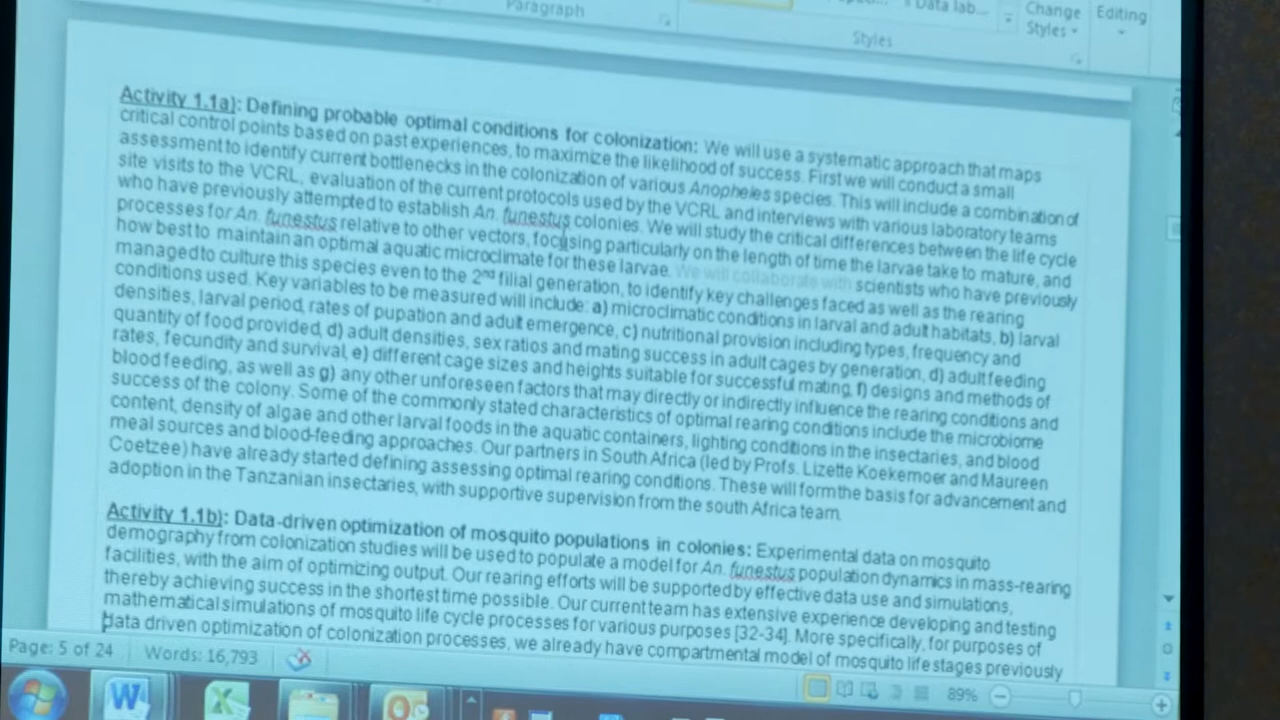 Paragraph
Styles
Data lab...
Change Styles
Editing
Activity 1.1a): Defining probable optimal conditions for colonization: We will use a systematic approach that maps
critical control points based on past experiences, to maximize the likelihood of success. First we will conduct a small
assessment to identify current bottlenecks in the colonization of various Anopheles species. This will include a combination of
site visits to the VCRL, evaluation of the current protocols used by the VCRL and interviews with various laboratory teams
who have previously attempted to establish An. funestus colonies. We will study the critical differences between the life cycle
processes for An. funestus relative to other vectors, focusing particularly on the length of time the larvae take to mature, and
how best to maintain an optimal aquatic microclimate for these larvae. We will collaborate with scientists who have previously
managed to culture this species even to the 2nd filial generation, to identify key challenges faced as well as the rearing
conditions used. Key variables to be measured will include: a) microclimatic conditions in larval and adult habitats, b) larval
densities, larval period, rates of pupation and adult emergence, c) nutritional provision including types, frequency and
quantity of food provided, d) adult densities, sex ratios and mating success in adult cages by generation, d) adult feeding
rates, fecundity and survival, e) different cage sizes and heights suitable for successful mating, f) designs and methods of
blood feeding, as well as g) any other unforeseen factors that may directly or indirectly influence the rearing conditions and
success of the colony. Some of the commonly stated characteristics of optimal rearing conditions include the microbiome
content, density of algae and other larval foods in the aquatic containers, lighting conditions in the insectaries, and blood
meal sources and blood-feeding approaches. Our partners in South Africa (led by Profs. Lizette Koekemoer and Maureen
Coetzee) have already started defining assessing optimal rearing conditions. These will form the basis for advancement and
adoption in the Tanzanian insectaries, with supportive supervision from the south Africa team.
Activity 1.1b): Data-driven optimization of mosquito populations in colonies: Experimental data on mosquito
demography from colonization studies will be used to populate a model for An. funestus population dynamics in mass-rearing
facilities, with the aim of optimizing output. Our rearing efforts will be supported by effective data use and simulations,
thereby achieving success in the shortest time possible. Our current team has extensive experience developing and testing
mathematical simulations of mosquito life cycle processes for various purposes [32-34]. More specifically, for purposes of
data driven optimization of colonization processes, we already have compartmental model of mosquito life stages previously
Page: 5 of 24
Words: 16,793
89%